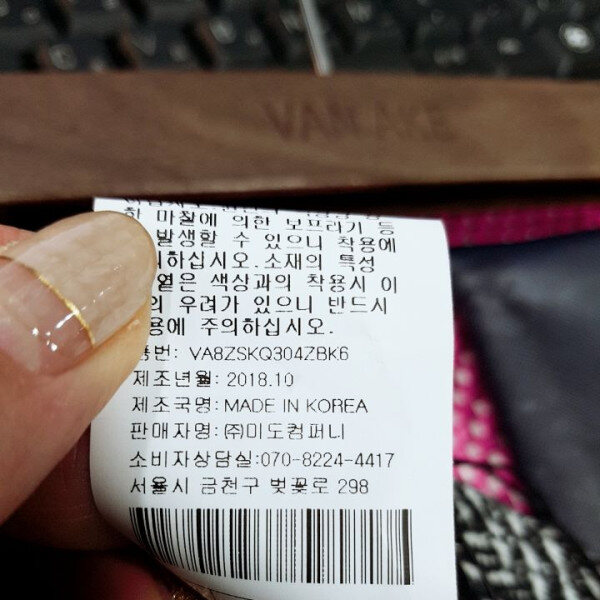 VAN
한 마찰에 의한 보프라기 등
발생할 수 있으니 착용에
하십시오.소재의 특성
옅은 색상과의 착용시 이
의 우려가 있으니 반드시
용에 주의하십시오.
품번: VA8ZSKQ304ZBK6
제조년월: 2018.10
제조국명: MADE IN KOREA
판매자명: ㈜미도컴퍼니
소비자상담실:070-8224-4417
서울시 금천구 벚꽃로 298